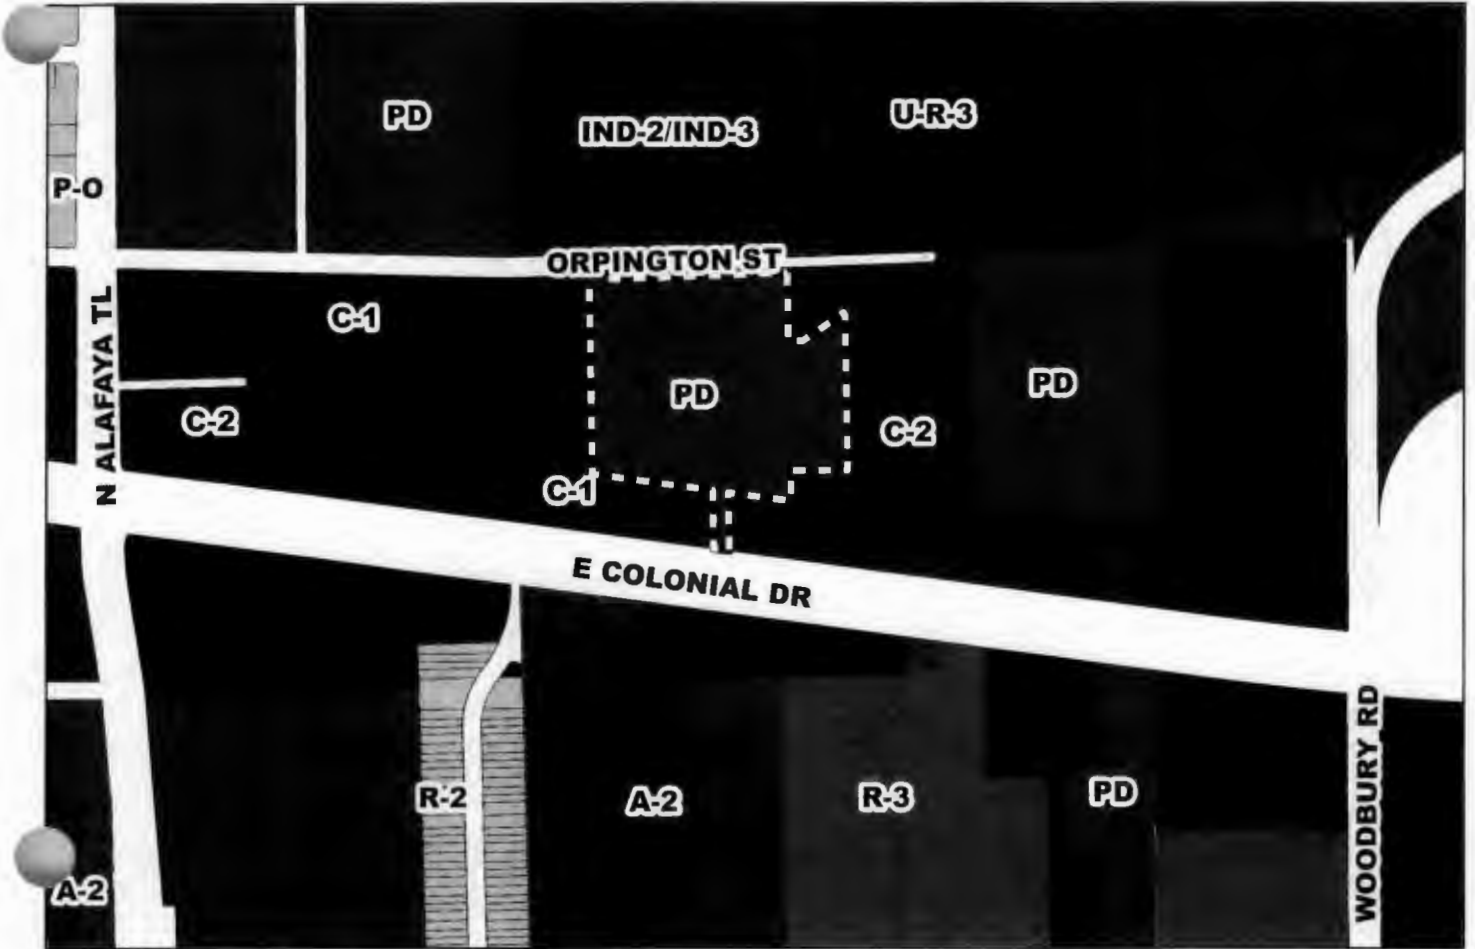 PD
IND-2/IND-3
U-R-3
P-O
ORPINGTON ST
C-1
N ALAFAYA TL
PD
PD
C-2
C-2
C-1
E COLONIAL DR
R-2
A-2
R-3
PD
WOODBURY RD
A-2